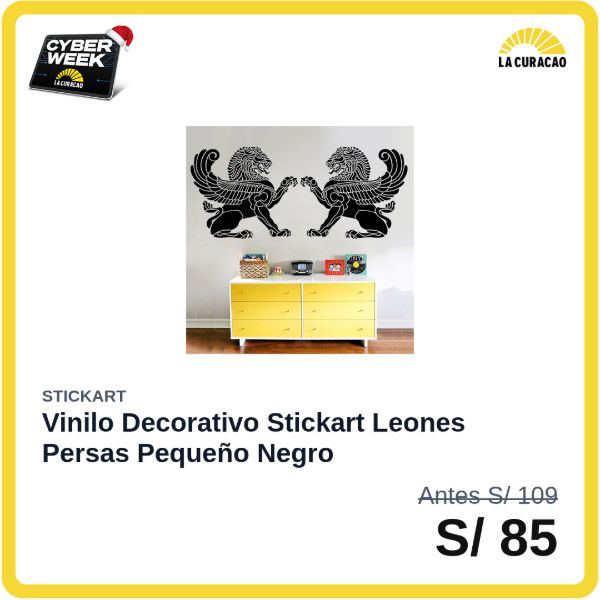 CYBER
WEEK
LA CURACAO
LA CURACAO
STICKART
Vinilo Decorativo Stickart Leones
Persas Pequeño Negro
Antes S/ 109
S/ 85